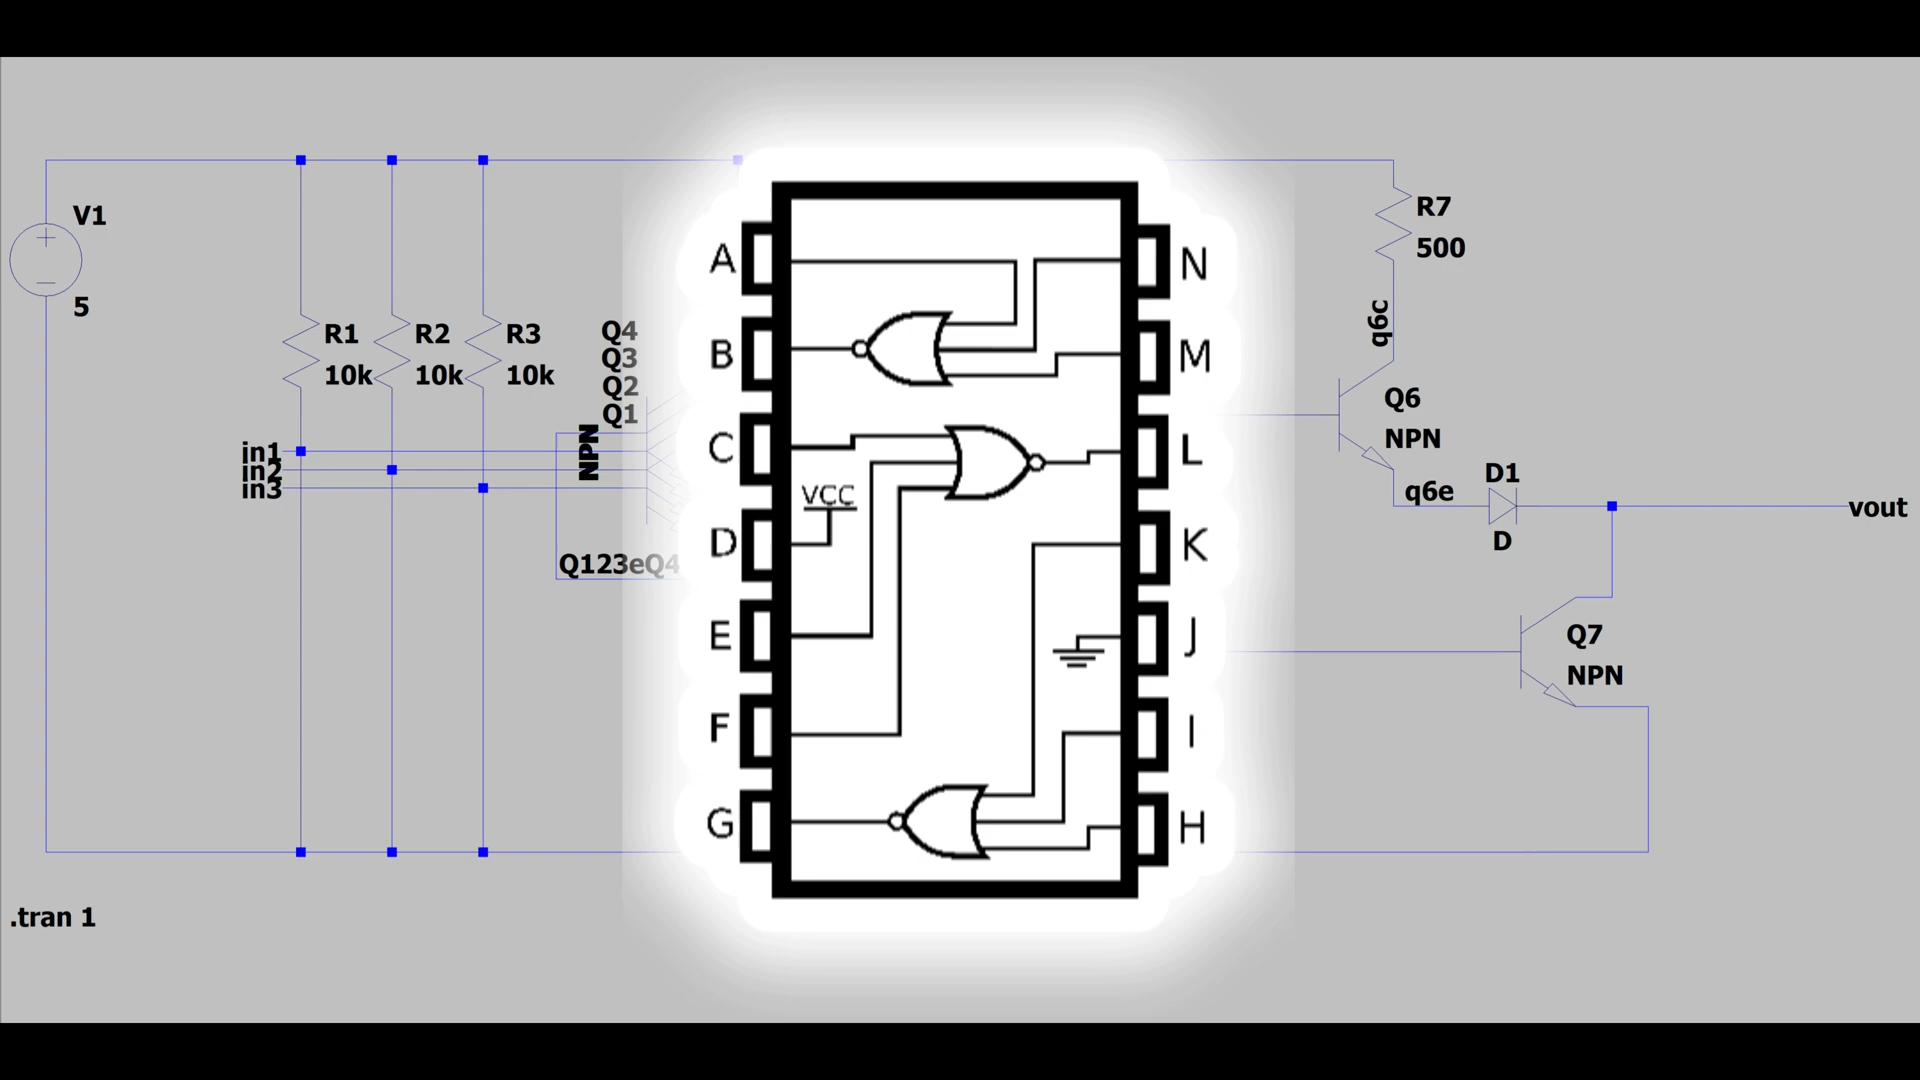 V1
5
R1
10k
R2
10k
R3
10k
in1
in2
in3
Q4
Q3
Q2
Q1
NPN
Q123eQ4
.tran 1
A
B
C
D
E
F
G
VCC
N
M
L
K
J
I
H
R7
500
q6c
Q6
NPN
q6e
D1
D
vout
Q7
NPN